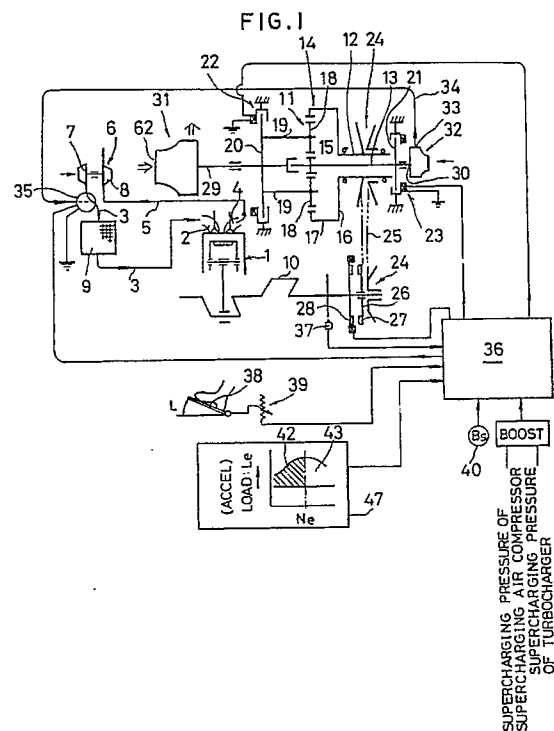 FIG.1
14 12 24
22 18 13 21
11 34
31 33
7 6 62 19 15 32
20
35 8 29 30
3 5 4 19 16
2 18 17 23
25
9 1 24
3 10 26
28 27
37
36
38 39
L
42 43
Bs BOOST
40
(ACCEL)
LOAD:Le
Ne 47
SUPERCHARGING PRESSURE OF
SUPERCHARGING AIR COMPRESSOR
SUPERCHARGING PRESSURE
OF TURBOCHARGER